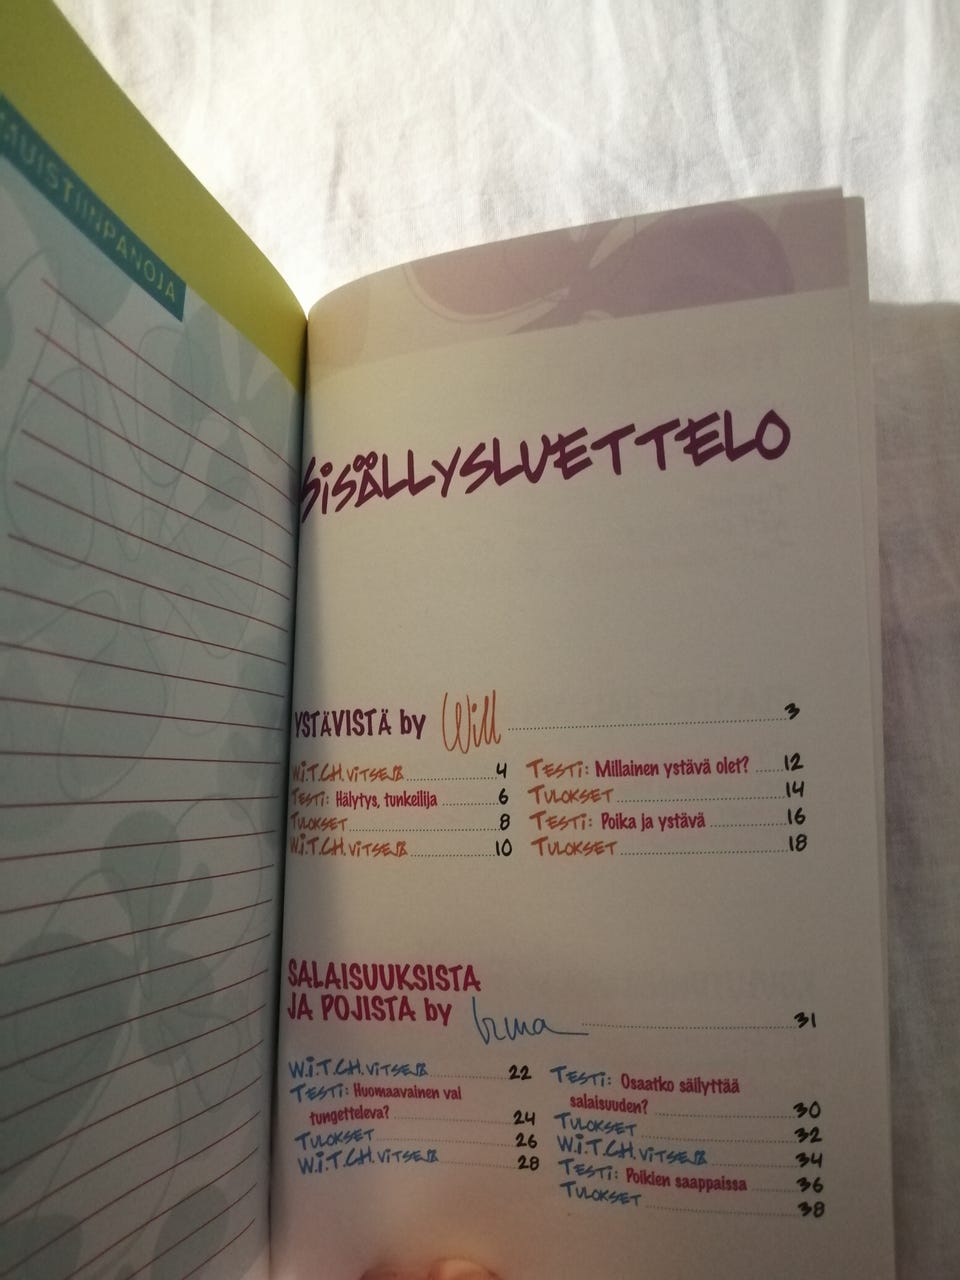 MUISTIINPANOJA
SISÄLLYSLUETTELO
YSTÄVISTÄ by Will 3
W.i.T.C.H.vitsejä 4
Testi: Hälytys, tunkeilija 6
Tulokset 8
W.i.T.C.H.vitsejä 10
Testi: Millainen ystävä olet? 12
Tulokset 14
Testi: Poika ja ystävä 16
Tulokset 18
SALAISUUKSISTA
JA POJISTA by Irma 31
W.i.T.C.H.vitsejä 22
Testi: Huomaavainen vai
tungetteleva? 24
Tulokset 26
W.i.T.C.H.vitsejä 28
Testi: Osaatko säilyttää
salaisuuden? 30
Tulokset 32
W.i.T.C.H.vitsejä 34
Testi: Poikien saappaissa 36
Tulokset 38